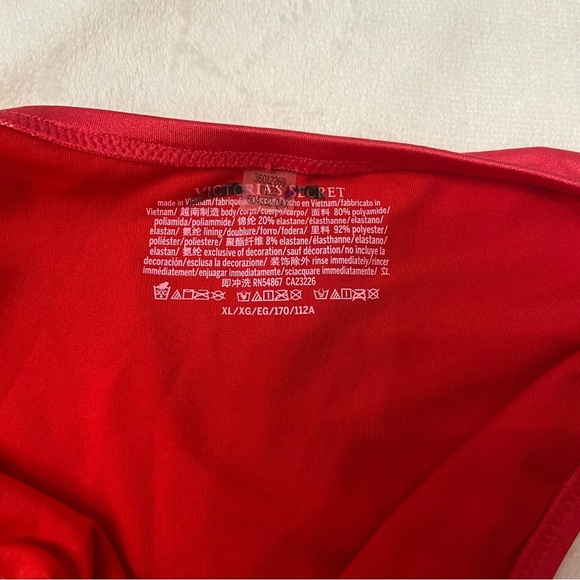 36012269
VICTORIA'S SECRET
made in Vietnam/fabriqué cho en Vietnam/fabbricato in
Vietnam/越南制造 body/corps/cuerpo/corpo/ 面料 80% polyamide/
poliamida/poliammide/ 锦纶 20% elastane/élasthanne/elastano/
elastan/ 氨纶 lining/doublure/forro/fodera/ 里料 92% polyester/
poliéster/poliestere/ 聚酯纤维 8% elastane/élasthanne/elastano/
elastan/ 氨纶 exclusive of decoration/sauf décoration/no incluye la
decoración/esclusa la decorazione/ 装饰除外 rinse immediately/rincer
immédiatement/enjuagar inmediatamente/sciacquare immediatamente/
即冲洗 RN54867 CA23226
XL/XG/EG/170/112A